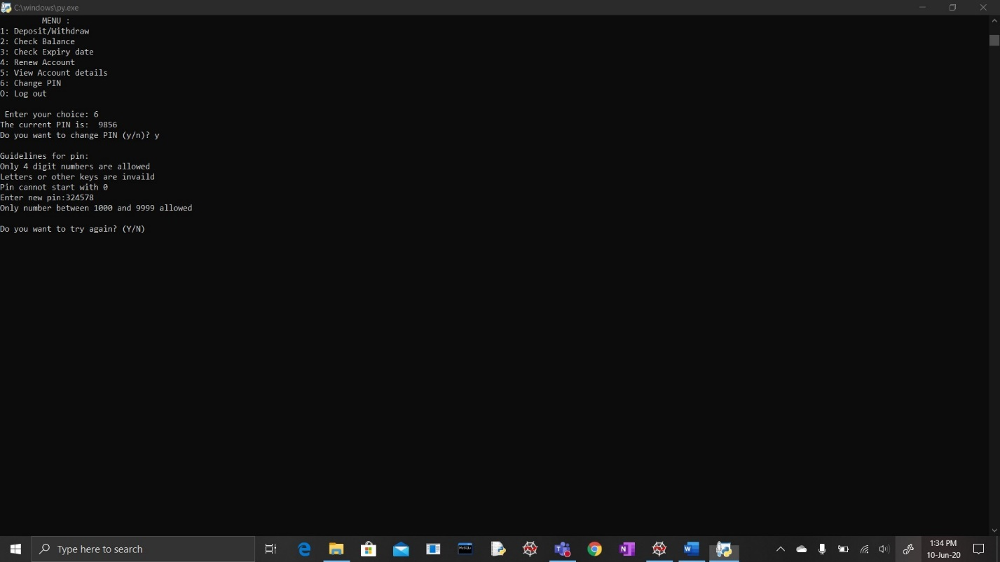 C:\windows\py.exe
MENU :
1: Deposit/Withdraw
2: Check Balance
3: Check Expiry date
4: Renew Account
5: View Account details
6: Change PIN
O: Log out
Enter your choice: 6
The current PIN is:  9856
Do you want to change PIN (y/n)? y
Guidelines for pin:
Only 4 digit numbers are allowed
Letters or other keys are invaild
Pin cannot start with 0
Enter new pin:324578
Only number between 1000 and 9999 allowed
Do you want to try again? (Y/N)
Type here to search
1:34 PM
10-Jun-20